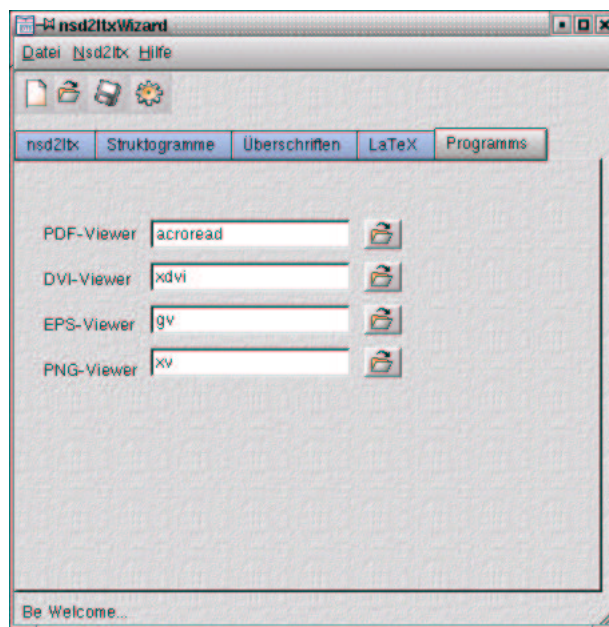 nsd2ltxWizard
Datei Nsd2ltx Hilfe
nsd2ltx Struktogramme Überschriften LaTeX Programms
PDF-Viewer acroread
DVI-Viewer xdvi
EPS-Viewer gv
PNG-Viewer xv
Be Welcome...